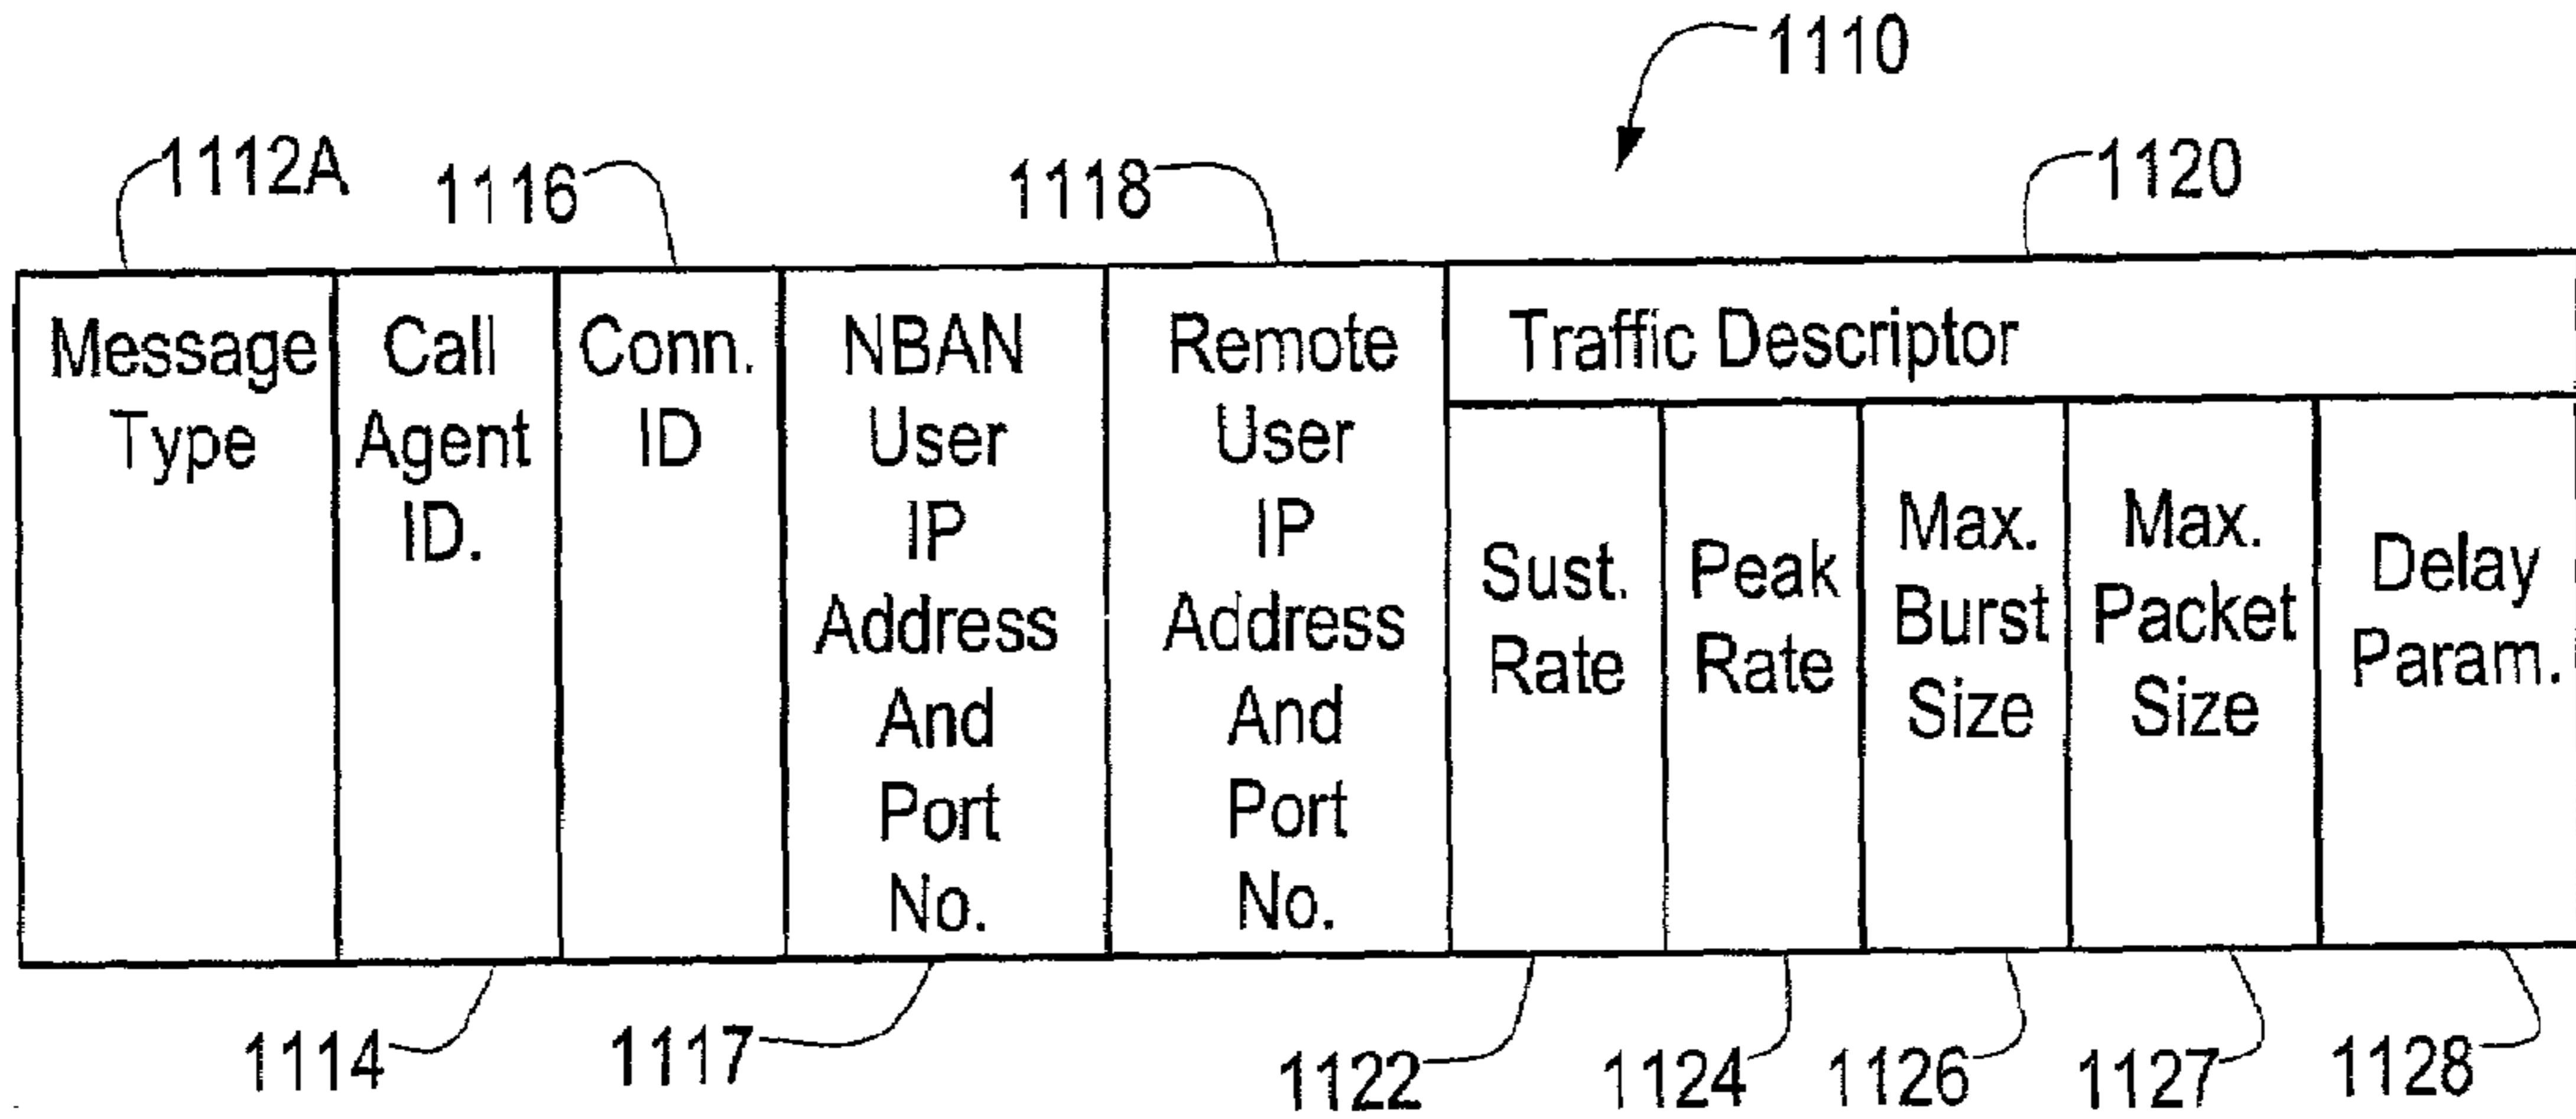 1110
1112A
1116
1118
1120
Message
Type
Call
Agent
ID.
Conn.
ID
NBAN
User
IP
Address
And
Port
No.
Remote
User
IP
Address
And
Port
No.
Traffic Descriptor
Sust.
Rate
Peak
Rate
Max.
Burst
Size
Max.
Packet
Size
Delay
Param.
1114
1117
1122
1124
1126
1127
1128